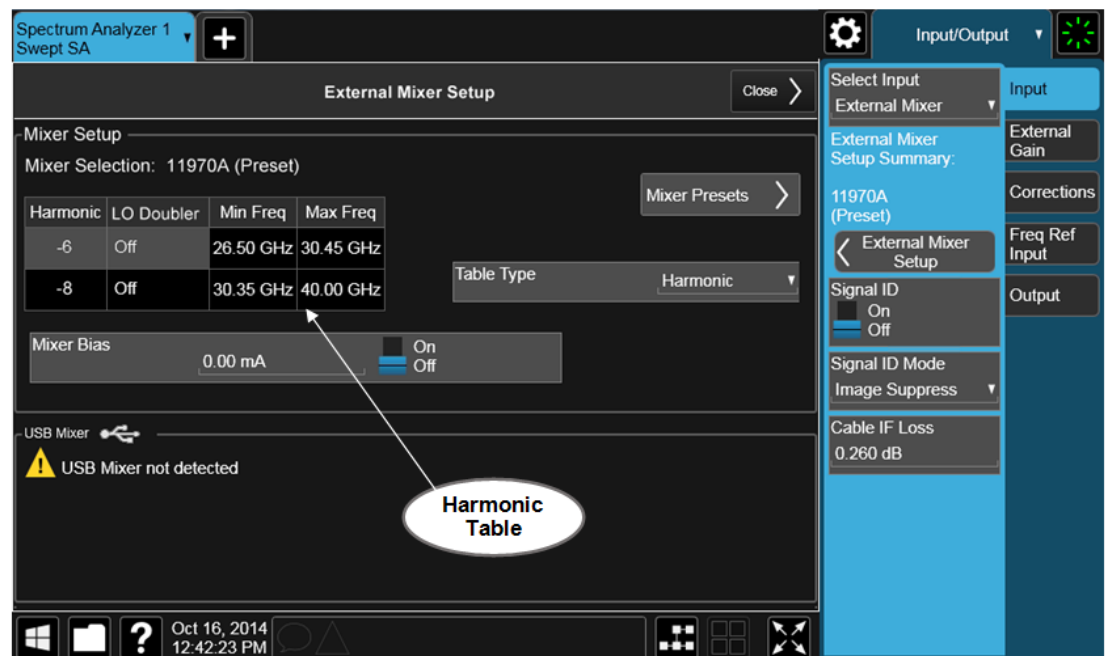 Spectrum Analyzer 1
Swept SA
Input/Output
External Mixer Setup
Close
Mixer Setup
Mixer Selection: 11970A (Preset)
Mixer Presets
Harmonic LO Doubler Min Freq Max Freq
-6 Off 26.50 GHz 30.45 GHz
-8 Off 30.35 GHz 40.00 GHz
Table Type Harmonic
Mixer Bias
0.00 mA
On
Off
USB Mixer
! USB Mixer not detected
Harmonic
Table
? Oct 16, 2014
12:42:23 PM
Select Input
External Mixer
External Mixer
Setup Summary:
11970A
(Preset)
External Mixer
Setup
Signal ID
On
Off
Signal ID Mode
Image Suppress
Cable IF Loss
0.260 dB
Input
External
Gain
Corrections
Freq Ref
Input
Output